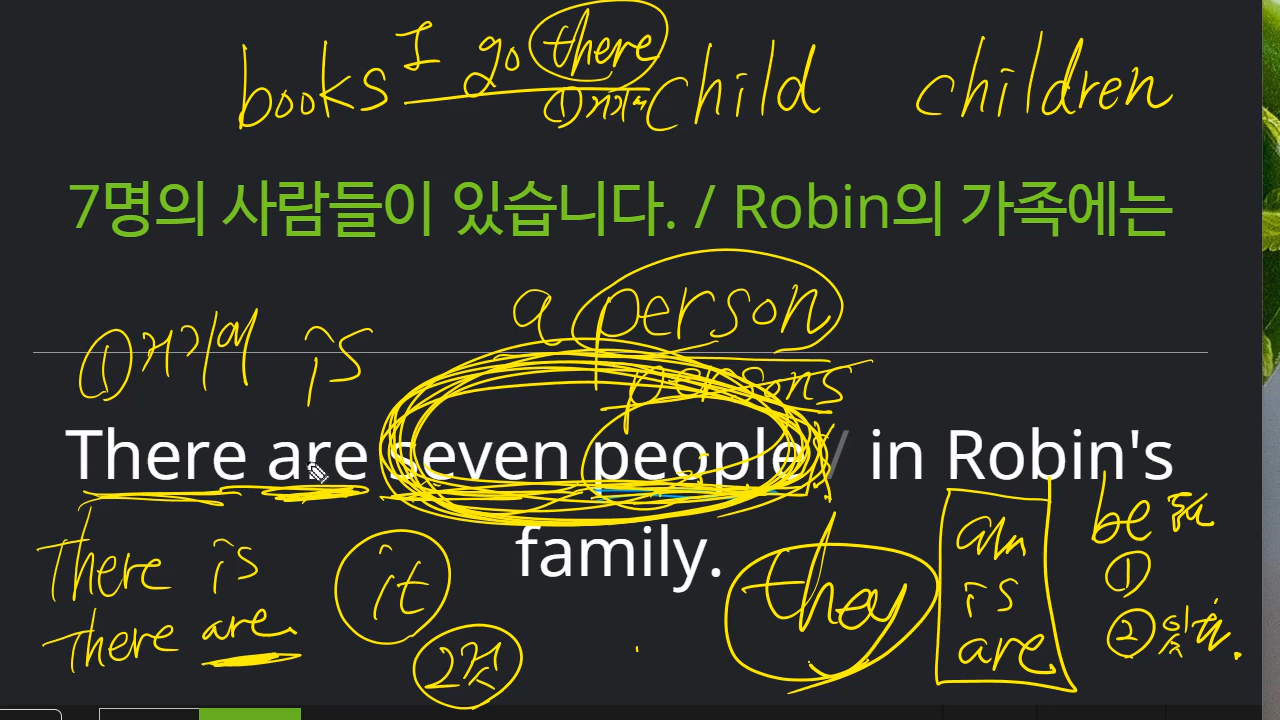 books I go there child children
① 거기에
7명의 사람들이 있습니다. / Robin의 가족에는
a person
① 거기에 is
persons
There are seven people / in Robin's
family.
There is it they am be
there are is ①
2것 are ② 있다.